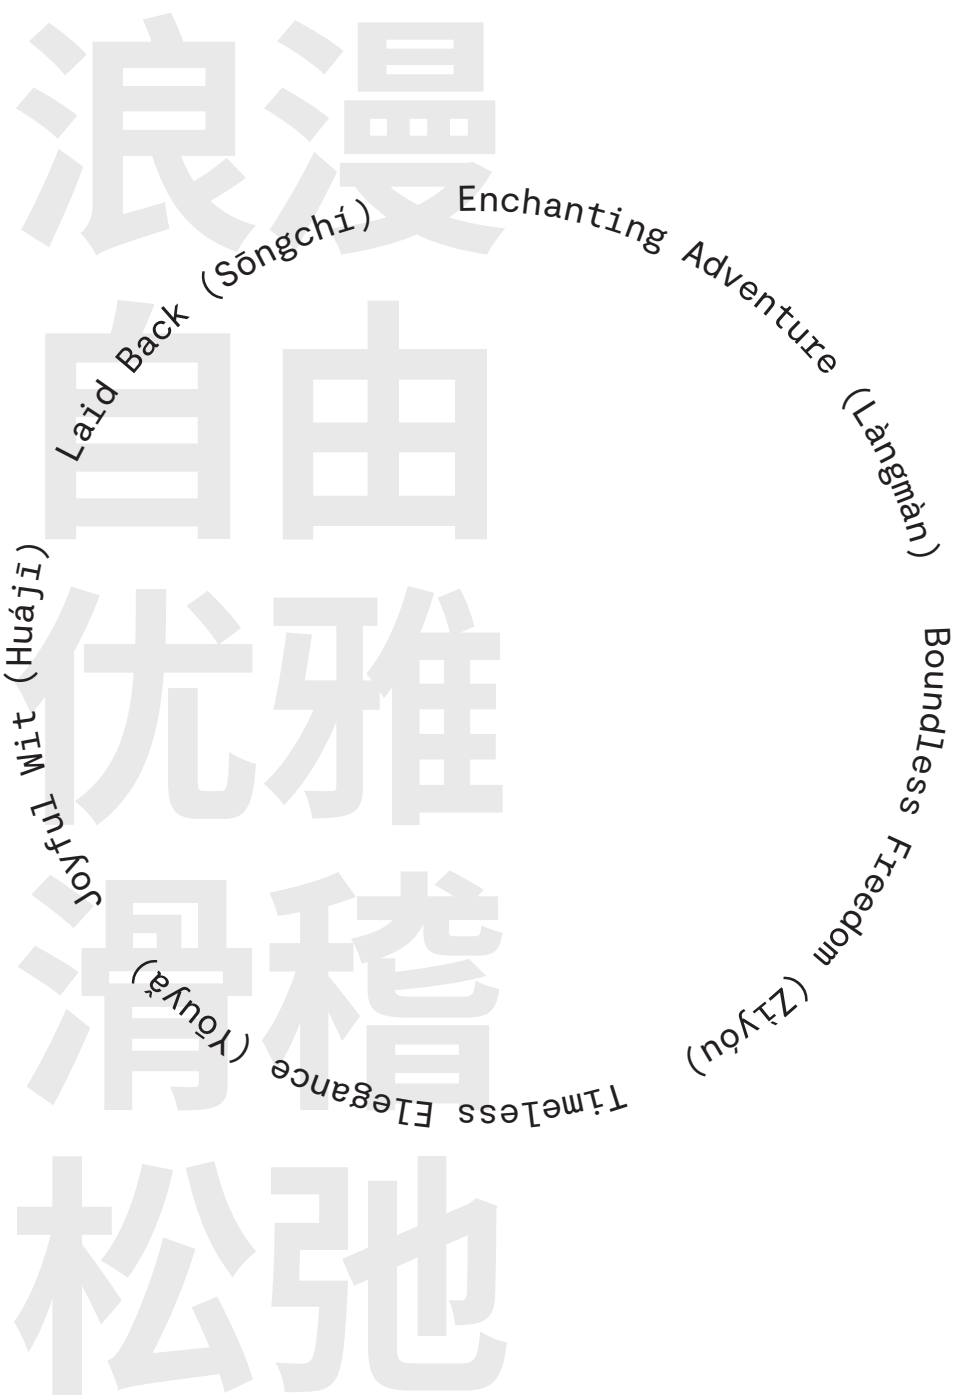 浪漫
自由
优雅
滑稽
松弛
Enchanting Adventure (Làngmàn)
Boundless Freedom (Zìyóu)
Timeless Elegance (Yōuyǎ)
Joyful Wit (Huájī)
Laid Back (Sōngchí)